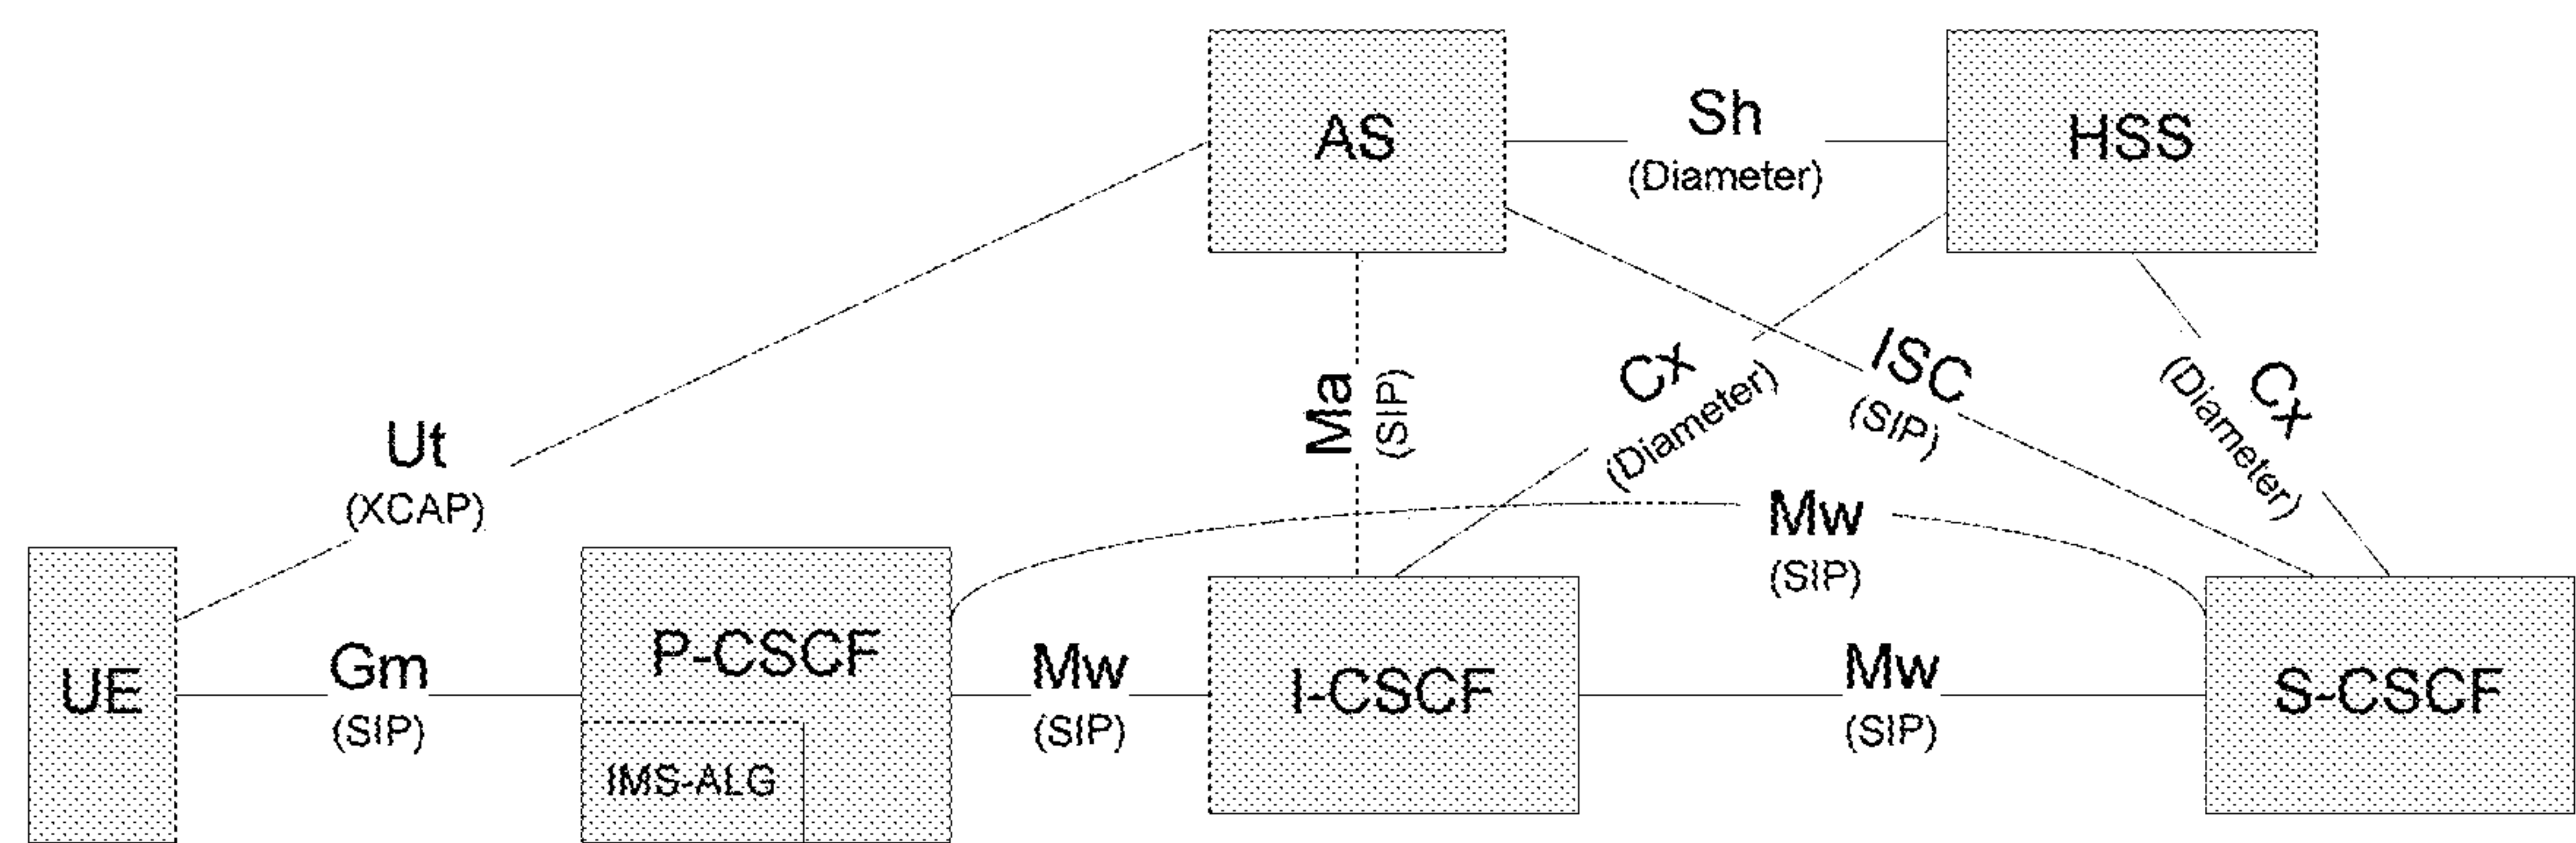 AS
Sh
(Diameter)
HSS
Ut
(XCAP)
Ma
(SIP)
Cx
(Diameter)
ISC
(SIP)
Cx
(Diameter)
Mw
(SIP)
UE
Gm
(SIP)
P-CSCF
IMS-ALG
Mw
(SIP)
I-CSCF
Mw
(SIP)
S-CSCF